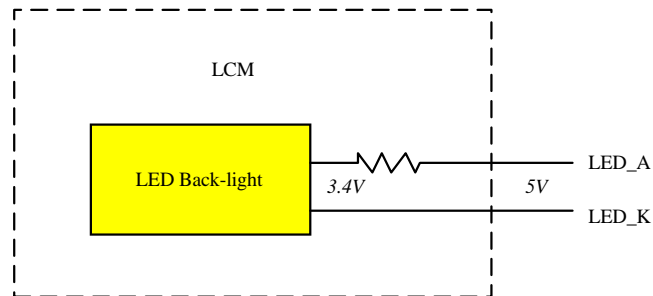 LCM
LED Back-light
3.4V
5V
LED_A
LED_K